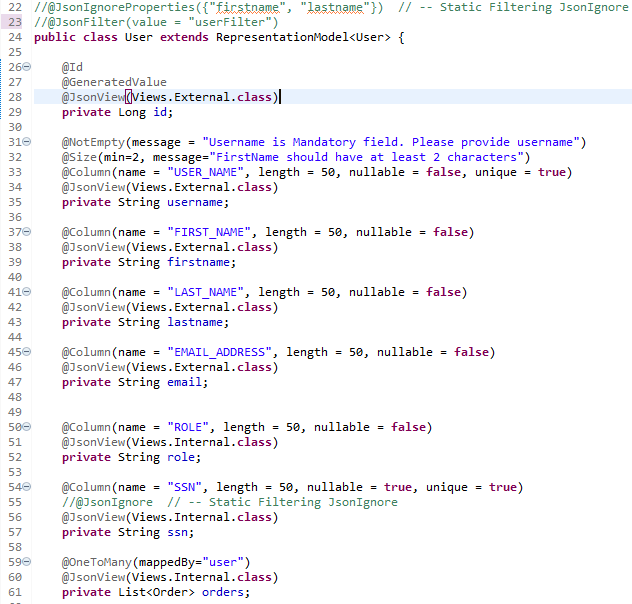 22 //@JsonIgnoreProperties({"firstname", "lastname"})  // -- Static Filtering JsonIgnore
23 //@JsonFilter(value = "userFilter")
24 public class User extends RepresentationModel<User> {
25
26 @Id
27 @GeneratedValue
28 @JsonView(Views.External.class)
29 private Long id;
30
31 @NotEmpty(message = "Username is Mandatory field. Please provide username")
32 @Size(min=2, message="FirstName should have at least 2 characters")
33 @Column(name = "USER_NAME", length = 50, nullable = false, unique = true)
34 @JsonView(Views.External.class)
35 private String username;
36
37 @Column(name = "FIRST_NAME", length = 50, nullable = false)
38 @JsonView(Views.External.class)
39 private String firstname;
40
41 @Column(name = "LAST_NAME", length = 50, nullable = false)
42 @JsonView(Views.External.class)
43 private String lastname;
44
45 @Column(name = "EMAIL_ADDRESS", length = 50, nullable = false)
46 @JsonView(Views.External.class)
47 private String email;
48
49
50 @Column(name = "ROLE", length = 50, nullable = false)
51 @JsonView(Views.Internal.class)
52 private String role;
53
54 @Column(name = "SSN", length = 50, nullable = true, unique = true)
55 //@JsonIgnore  // -- Static Filtering JsonIgnore
56 @JsonView(Views.Internal.class)
57 private String ssn;
58
59 @OneToMany(mappedBy="user")
60 @JsonView(Views.Internal.class)
61 private List<Order> orders;